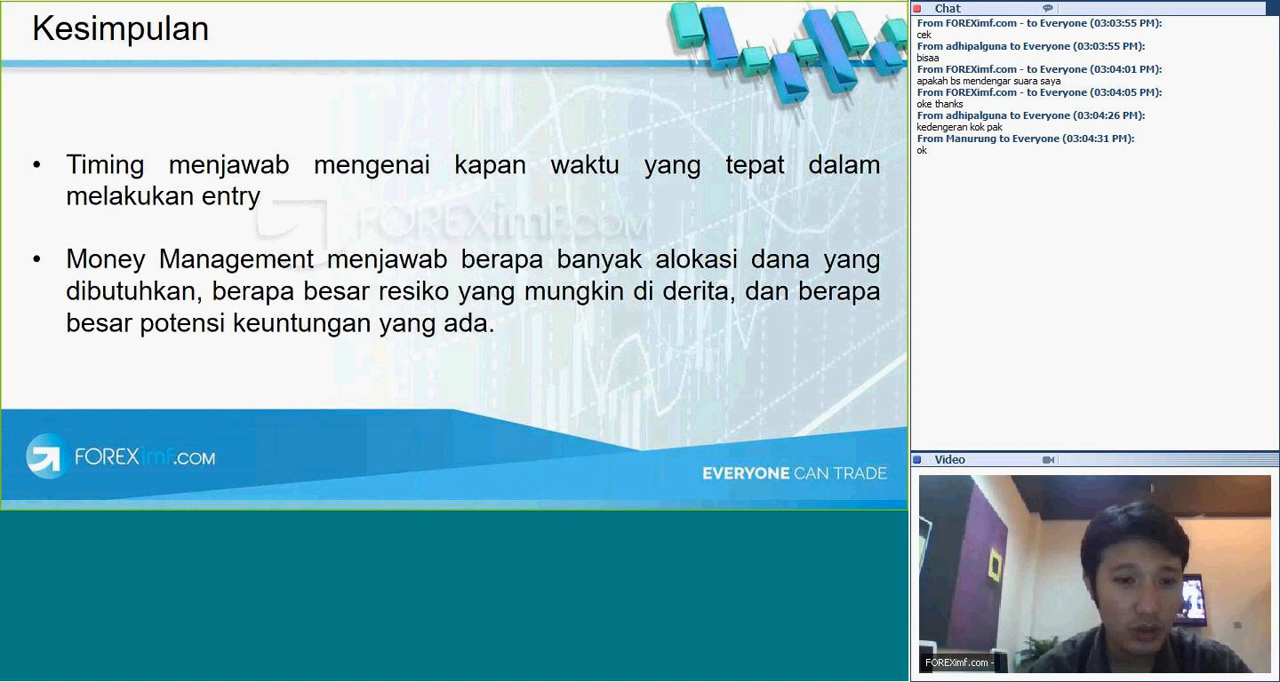 Kesimpulan
• Timing menjawab mengenai kapan waktu yang tepat dalam
melakukan entry
FOREXimF.COM
• Money Management menjawab berapa banyak alokasi dana yang
dibutuhkan, berapa besar resiko yang mungkin di derita, dan berapa
besar potensi keuntungan yang ada.
FOREXimF.COM
EVERYONE CAN TRADE
Chat
From FOREXimf.com - to Everyone (03:03:55 PM):
cek
From adhipalguna to Everyone (03:03:55 PM):
bisaa
From FOREXimf.com - to Everyone (03:04:01 PM):
apakah bs mendengar suara saya
From FOREXimf.com - to Everyone (03:04:05 PM):
oke thanks
From adhipalguna to Everyone (03:04:26 PM):
kedengeran kok pak
From Manurung to Everyone (03:04:31 PM):
ok
Video
FOREXimf.com -